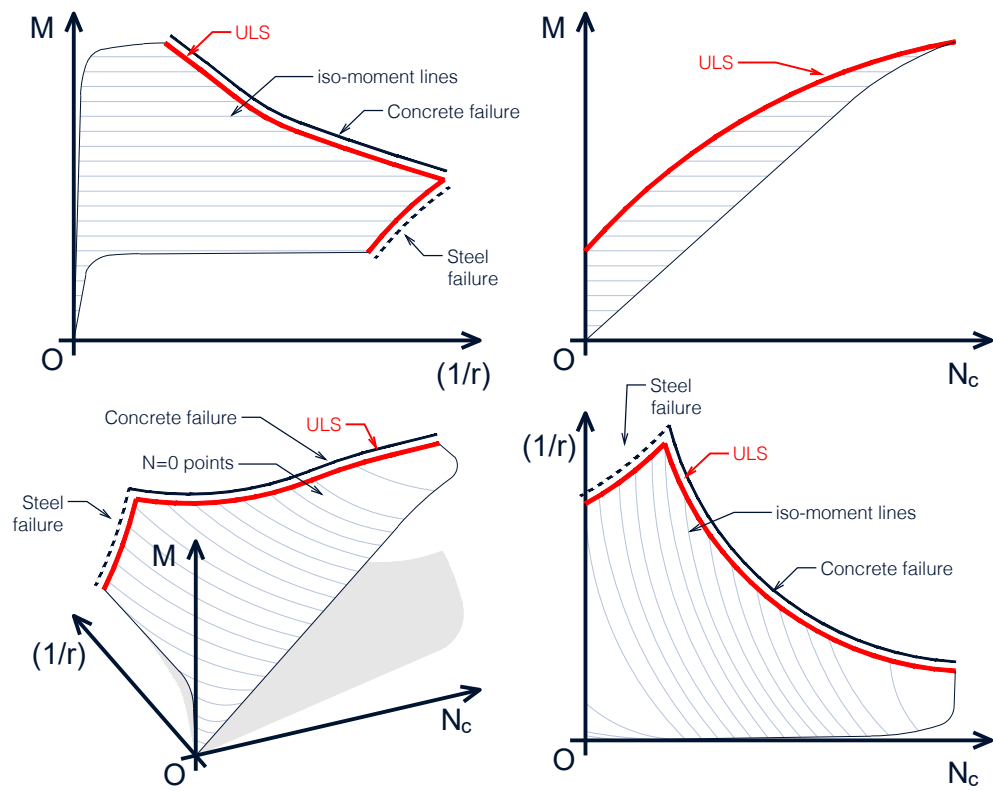 M
ULS
iso-moment lines
Concrete failure
Steel
failure
O
(1/r)
M
ULS
O
Nc
Concrete failure
ULS
N=0 points
Steel
failure
M
(1/r)
Nc
O
Steel
failure
(1/r)
ULS
iso-moment lines
Concrete failure
O
Nc